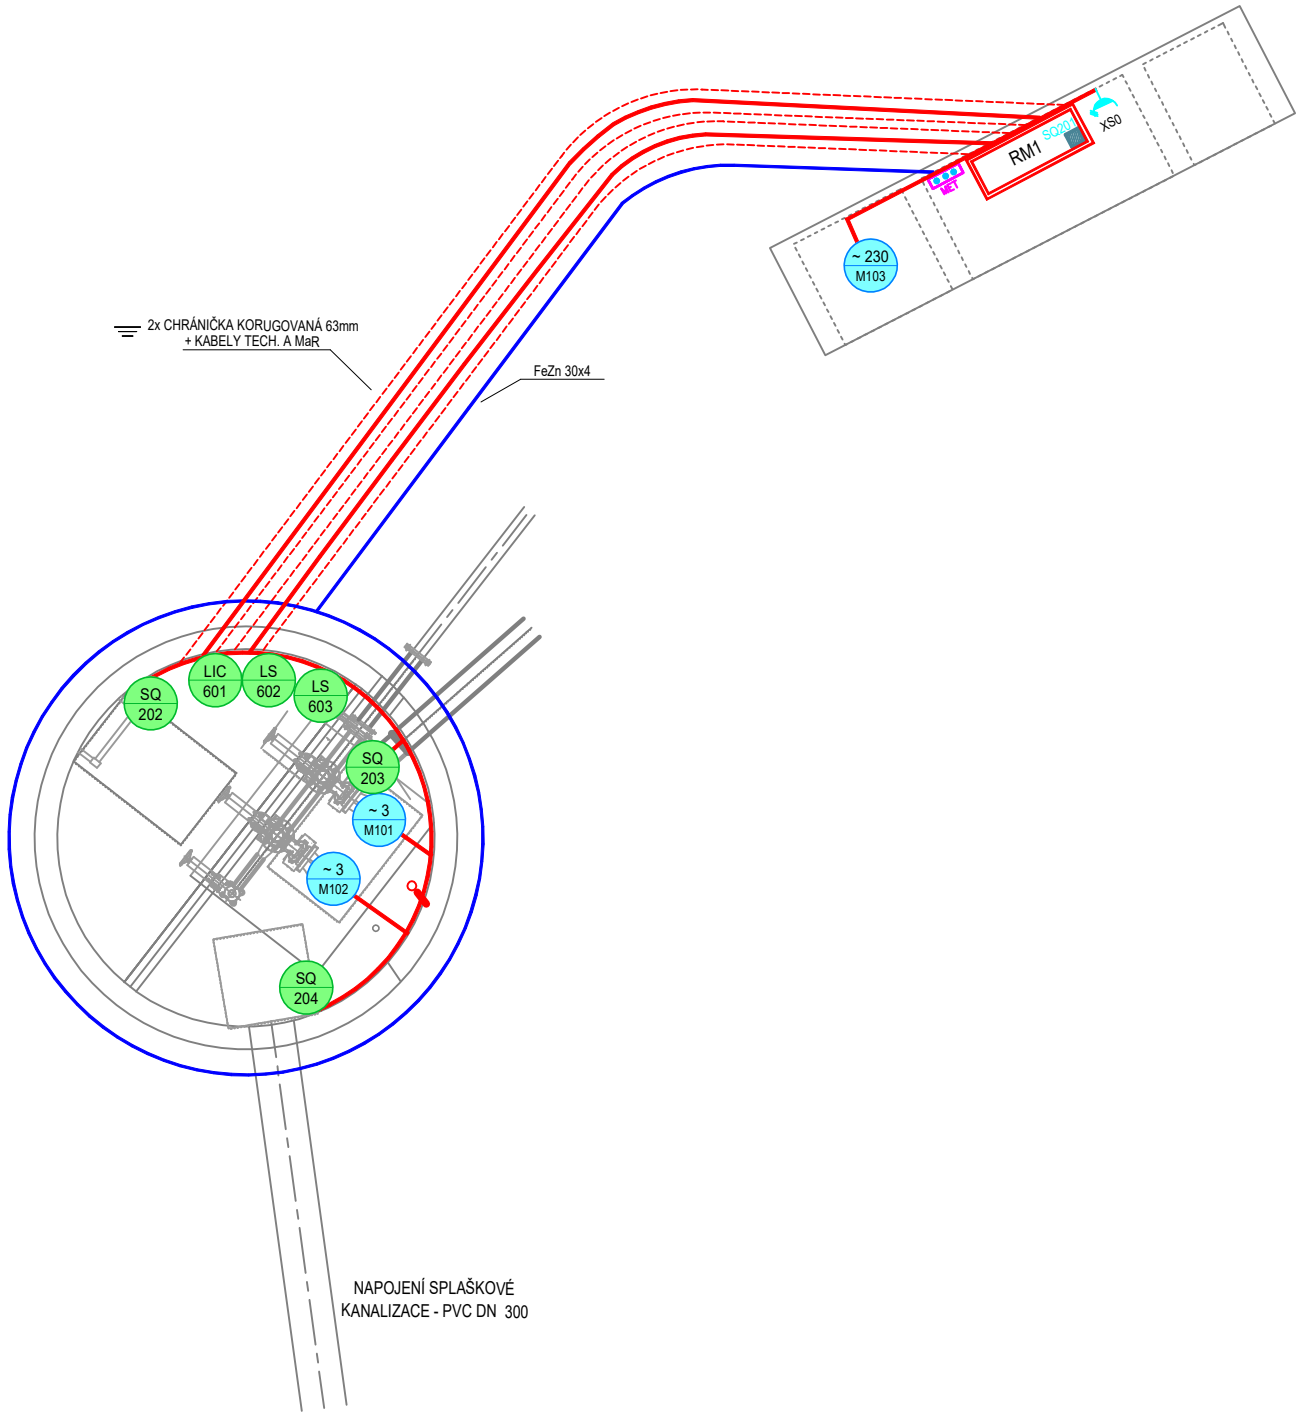 SQ201
XS0
RM1
MET
~ 230
M103
2x CHRÁNIČKA KORUGOVANÁ 63mm
+ KABELY TECH. A MaR
FeZn 30x4
LIC
601
LS
602
LS
603
SQ
202
SQ
203
~ 3
M101
~ 3
M102
SQ
204
NAPOJENÍ SPLAŠKOVÉ
KANALIZACE - PVC DN 300